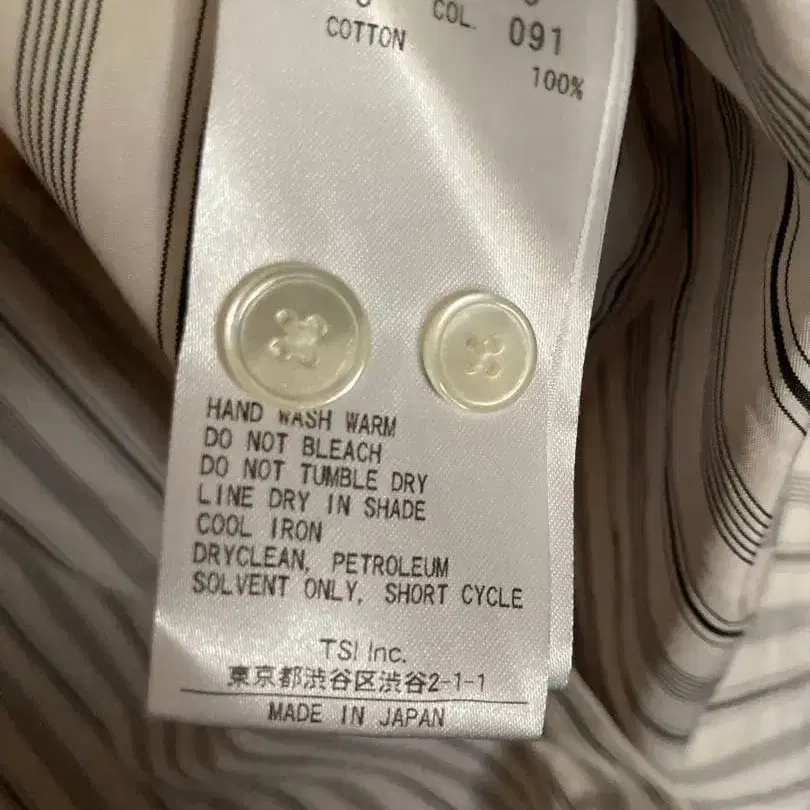 COL. 091
COTTON
100%
HAND WASH WARM
DO NOT BLEACH
DO NOT TUMBLE DRY
LINE DRY IN SHADE
COOL IRON
DRYCLEAN, PETROLEUM
SOLVENT ONLY, SHORT CYCLE
TSI Inc.
東京都渋谷区渋谷2-1-1
MADE IN JAPAN